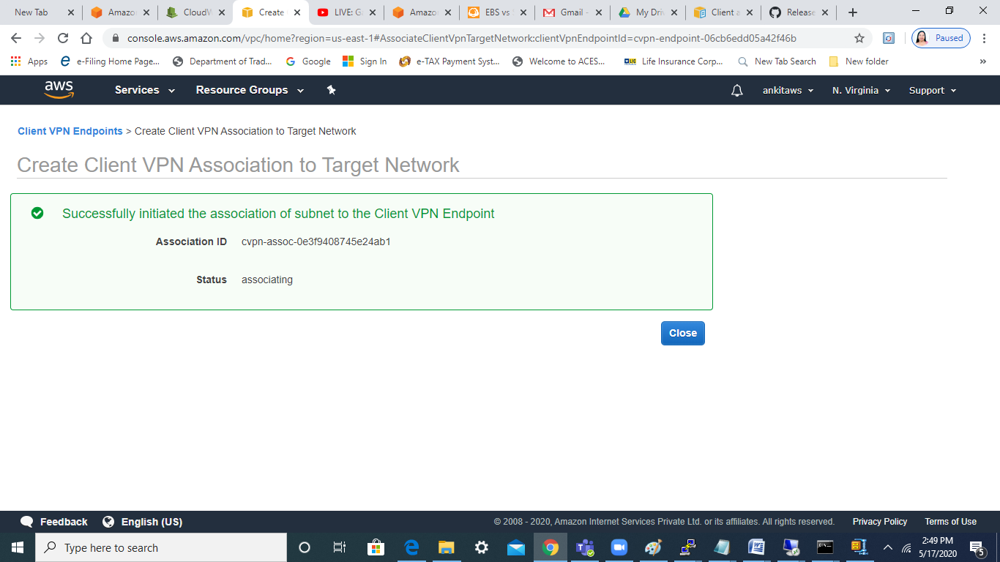 New Tab
Amazo
CloudW
Create
LIVE: G
Amazo
EBS vs
Gmail -
My Driv
Client a
Release
console.aws.amazon.com/vpc/home?region=us-east-1#AssociateClientVpnTargetNetwork:clientVpnEndpointId=cvpn-endpoint-06cb6edd05a42f46b
Paused
Apps
e-Filing Home Page...
Department of Trad...
Google
Sign In
e-TAX Payment Syst...
Welcome to ACES...
LIC
Life Insurance Corp...
New Tab Search
New folder
»
aws
Services
Resource Groups
ankitaws
N. Virginia
Support
Client VPN Endpoints > Create Client VPN Association to Target Network
Create Client VPN Association to Target Network
Successfully initiated the association of subnet to the Client VPN Endpoint
Association ID cvpn-assoc-0e3f9408745e24ab1
Status associating
Close
Feedback
English (US)
© 2008 - 2020, Amazon Internet Services Private Ltd. or its affiliates. All rights reserved.
Privacy Policy
Terms of Use
Type here to search
2:49 PM
5/17/2020
5